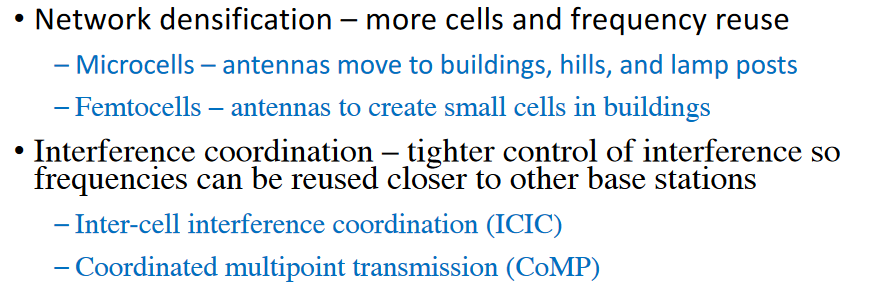 • Network densification – more cells and frequency reuse
– Microcells – antennas move to buildings, hills, and lamp posts
– Femtocells – antennas to create small cells in buildings
• Interference coordination – tighter control of interference so
frequencies can be reused closer to other base stations
– Inter-cell interference coordination (ICIC)
– Coordinated multipoint transmission (CoMP)